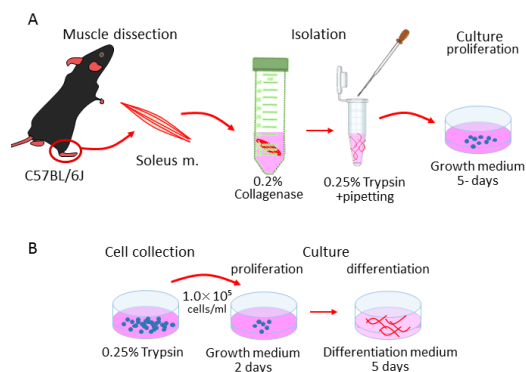 A
Muscle dissection
Isolation
Culture
proliferation
C57BL/6J
Soleus m.
0.2%
Collagenase
0.25% Trypsin
+pipetting
Growth medium
5- days
B
Cell collection
Culture
proliferation
differentiation
1.0×10⁵
cells/ml
0.25% Trypsin
Growth medium
2 days
Differentiation medium
5 days